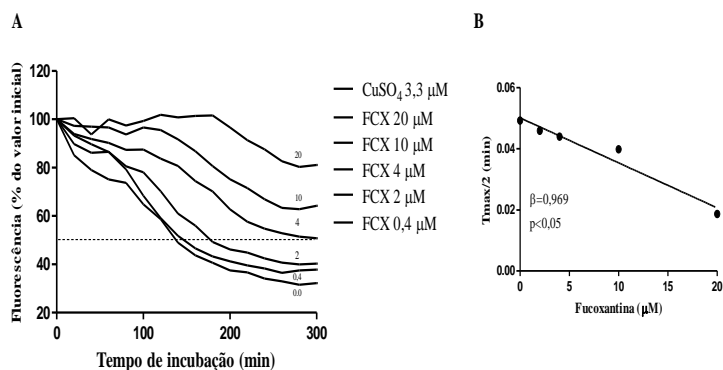 A
Fluorescência (% do valor inicial)
120
100
80
60
40
20
20
10
4
2
0,4
0.0
0
100
200
300
Tempo de incubação (min)
CuSO4 3,3 µM
FCX 20 µM
FCX 10 µM
FCX 4 µM
FCX 2 µM
FCX 0,4 µM
B
Tmax/2 (min)
0.06
0.04
0.02
0.00
β=0,969
p<0,05
0
5
10
15
20
Fucoxantina (µM)